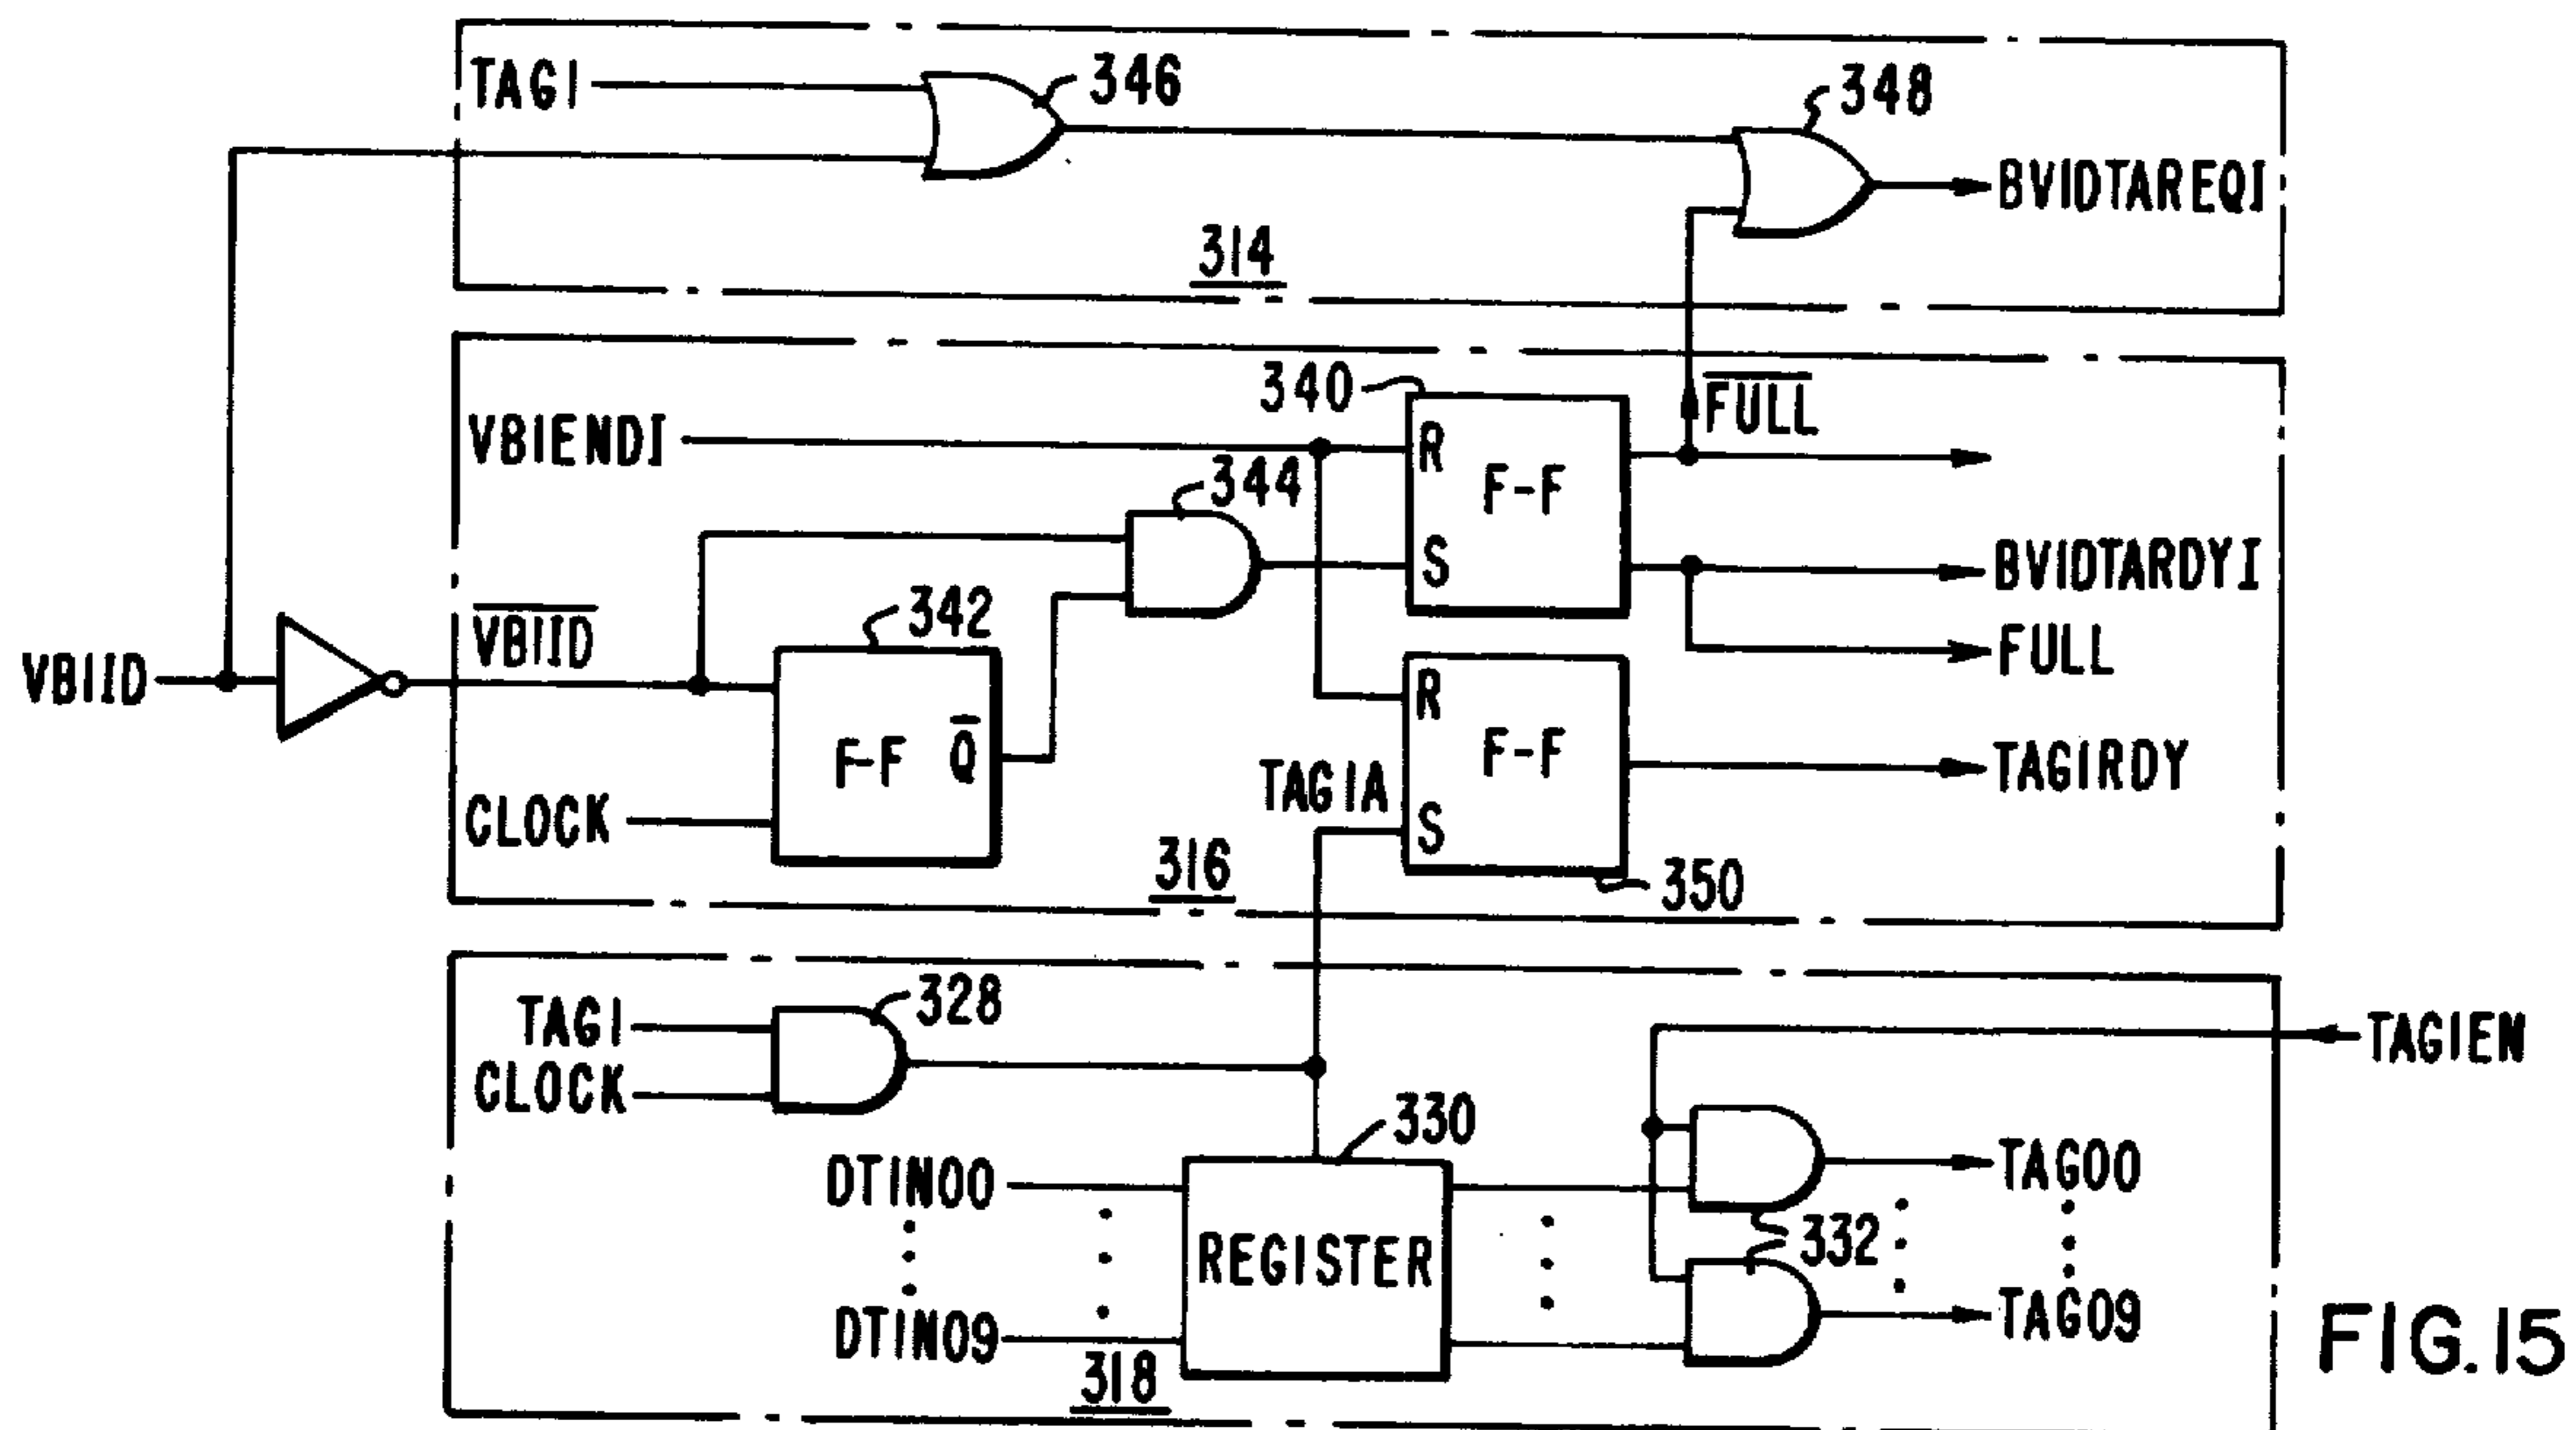 TAGI
346
348
BVIDTAREQI
314
VBIENDI
340
R
F-F
S
FULL
344
BVIDTARDYI
FULL
VBIID
VBIID
342
F-F Q
CLOCK
R
F-F
S
TAGIA
TAGIRDY
350
316
TAGI
CLOCK
328
TAGIEN
330
DTIN00
DTIN09
REGISTER
332
TAG00
TAG09
318
FIG.15